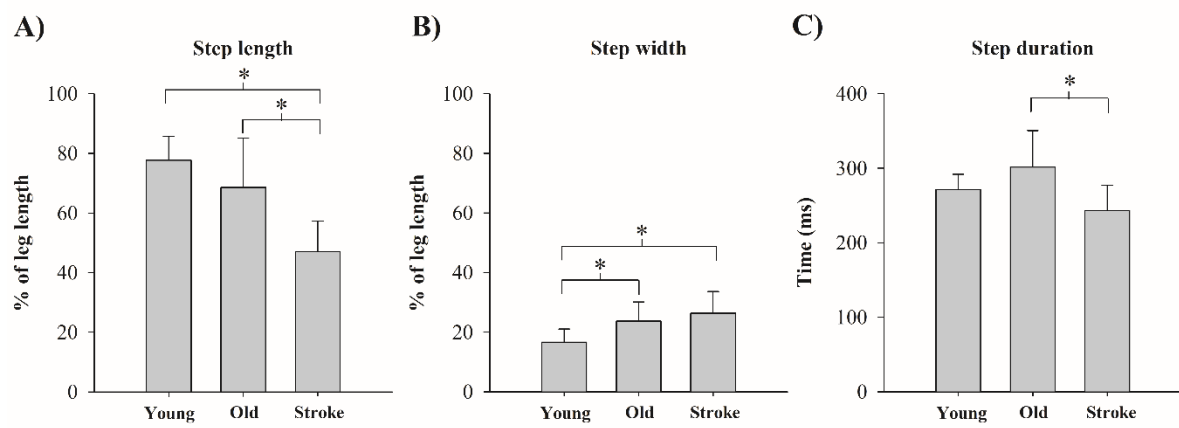 A)
Step length
% of leg length
100
80
60
40
20
0
*
*
Young Old Stroke
B)
Step width
% of leg length
100
80
60
40
20
0
*
*
Young Old Stroke
C)
Step duration
Time (ms)
400
300
200
100
0
*
Young Old Stroke